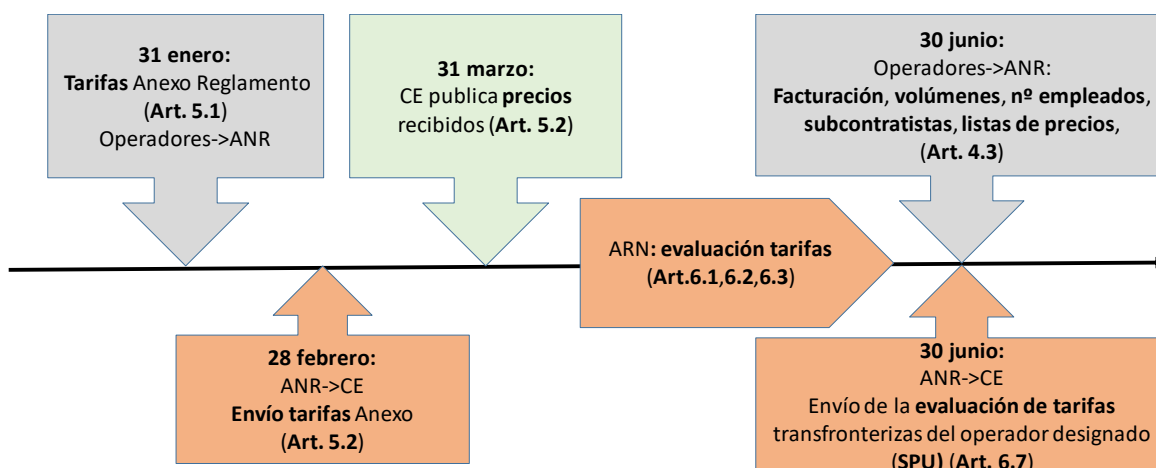 31 enero:
Tarifas Anexo Reglamento
(Art. 5.1)
Operadores->ANR
31 marzo:
CE publica precios
recibidos (Art. 5.2)
30 junio:
Operadores->ANR:
Facturación, volúmenes, nº empleados,
subcontratistas, listas de precios,
(Art. 4.3)
ARN: evaluación tarifas
(Art.6.1,6.2,6.3)
28 febrero:
ANR->CE
Envío tarifas Anexo
(Art. 5.2)
30 junio:
ANR->CE
Envío de la evaluación de tarifas
transfronterizas del operador designado
(SPU) (Art. 6.7)